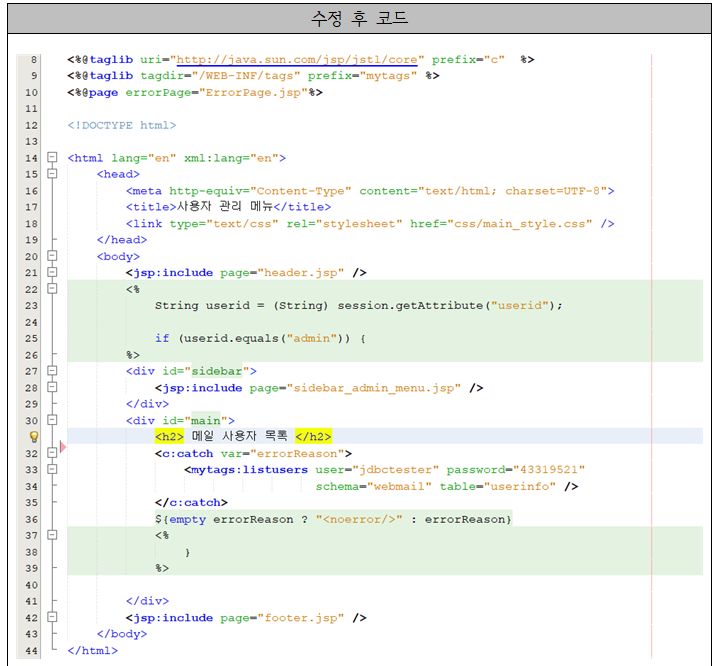 수정 후 코드
8 <%@taglib uri="http://java.sun.com/jsp/jstl/core" prefix="c"  %>
9 <%@taglib tagdir="/WEB-INF/tags" prefix="mytags" %>
10 <%@page errorPage="ErrorPage.jsp"%>
11
12 <!DOCTYPE html>
13
14 <html lang="en" xml:lang="en">
15     <head>
16         <meta http-equiv="Content-Type" content="text/html; charset=UTF-8">
17         <title>사용자 관리 메뉴</title>
18         <link type="text/css" rel="stylesheet" href="css/main_style.css" />
19     </head>
20     <body>
21         <jsp:include page="header.jsp" />
22         <%
23             String userid = (String) session.getAttribute("userid");
24
25             if (userid.equals("admin")) {
26         %>
27         <div id="sidebar">
28             <jsp:include page="sidebar_admin_menu.jsp" />
29         </div>
30         <div id="main">
            <h2> 메일 사용자 목록 </h2>
32             <c:catch var="errorReason">
33                 <mytags:listusers user="jdbctester" password="43319521"
34                                   schema="webmail" table="userinfo" />
35             </c:catch>
36             ${empty errorReason ? "<noerror/>" : errorReason}
37             <%
38                 }
39             %>
40
41         </div>
42         <jsp:include page="footer.jsp" />
43     </body>
44 </html>